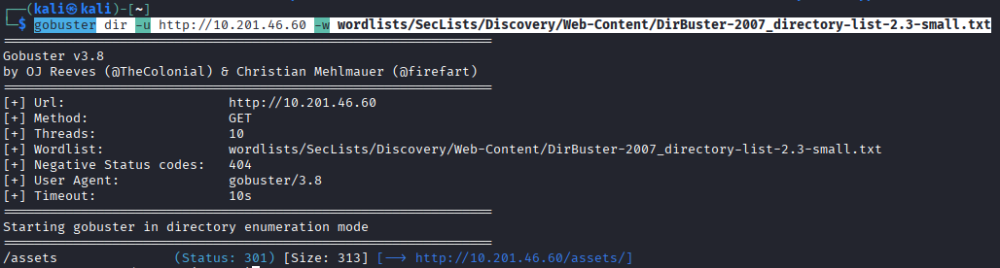 ┌──(kali㉿kali)-[~]
└─$ gobuster dir -u http://10.201.46.60 -w wordlists/SecLists/Discovery/Web-Content/DirBuster-2007_directory-list-2.3-small.txt
===============================================================
Gobuster v3.8
by OJ Reeves (@TheColonial) & Christian Mehlmauer (@firefart)
===============================================================
[+] Url:                     http://10.201.46.60
[+] Method:                  GET
[+] Threads:                 10
[+] Wordlist:                wordlists/SecLists/Discovery/Web-Content/DirBuster-2007_directory-list-2.3-small.txt
[+] Negative Status codes:   404
[+] User Agent:              gobuster/3.8
[+] Timeout:                 10s
===============================================================
Starting gobuster in directory enumeration mode
===============================================================
/assets               (Status: 301) [Size: 313] [--> http://10.201.46.60/assets/]